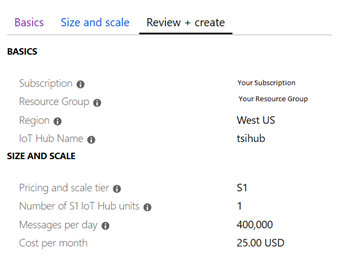 Basics Size and scale Review + create
BASICS
Subscription Your Subscription
Resource Group Your Resource Group
Region West US
IoT Hub Name tsihub
SIZE AND SCALE
Pricing and scale tier S1
Number of S1 IoT Hub units 1
Messages per day 400,000
Cost per month 25.00 USD